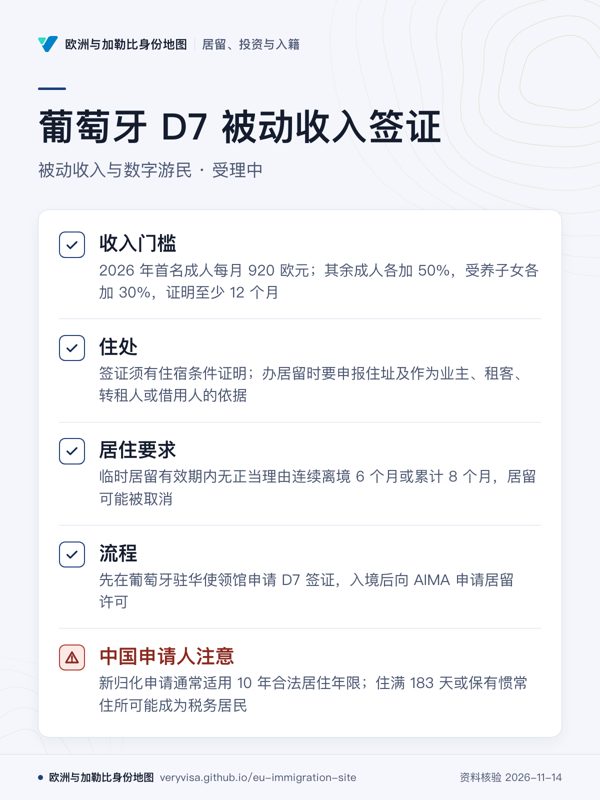 欧洲与加勒比身份地图 | 居留、投资与入籍
葡萄牙 D7 被动收入签证
被动收入与数字游民 · 受理中
收入门槛
2026 年首名成人每月 920 欧元；其余成人各加 50%，受养子女各
加 30%，证明至少 12 个月
住处
签证须有住宿条件证明；办居留时要申报住址及作为业主、租客、
转租人或借用人的依据
居住要求
临时居留有效期内无正当理由连续离境 6 个月或累计 8 个月，居留
可能被取消
流程
先在葡萄牙驻华使领馆申请 D7 签证，入境后向 AIMA 申请居留
许可
中国申请人注意
新归化申请通常适用 10 年合法居住年限；住满 183 天或保有惯常
住所可能成为税务居民
欧洲与加勒比身份地图 veryvisa.github.io/eu-immigration-site 资料核验 2026-11-14